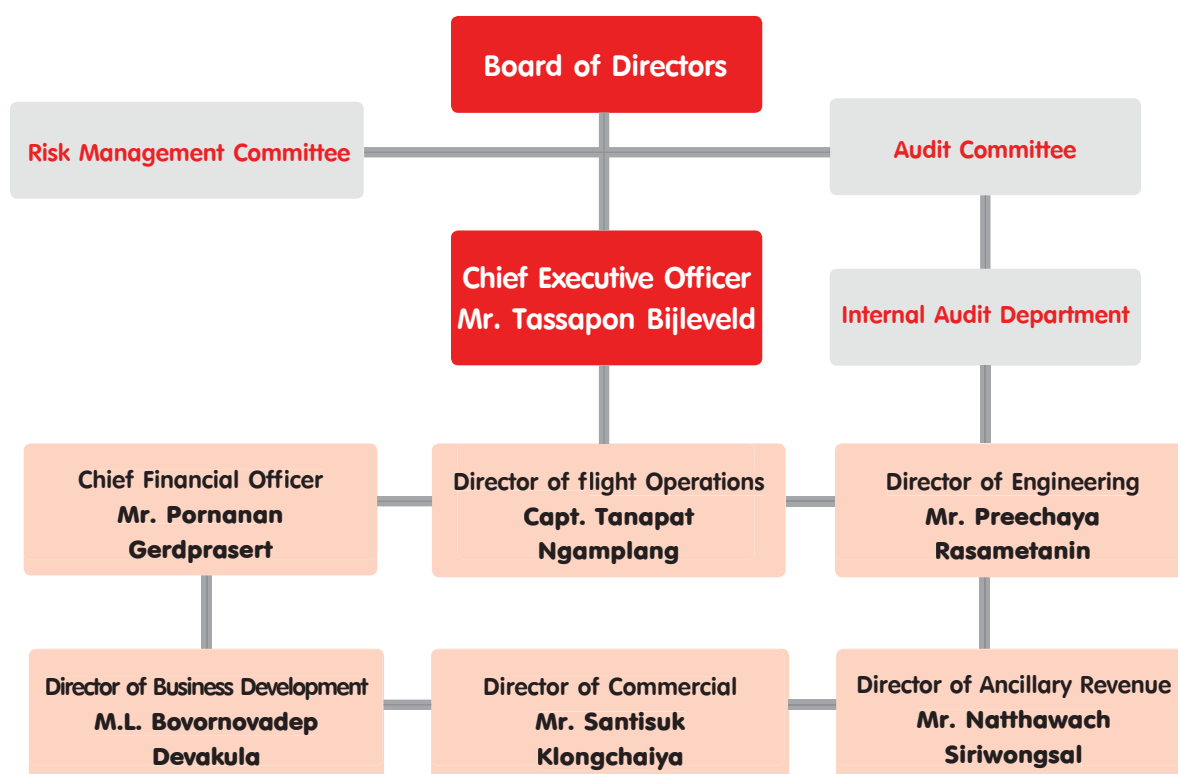 Board of Directors
Risk Management Committee
Audit Committee
Chief Executive Officer
Mr. Tassapon Bijleveld
Internal Audit Department
Chief Financial Officer
Mr. Pornanan
Gerdprasert
Director of flight Operations
Capt. Tanapat
Ngamplang
Director of Engineering
Mr. Preechaya
Rasametanin
Director of Business Development
M.L. Bovornovadep
Devakula
Director of Commercial
Mr. Santisuk
Klongchaiya
Director of Ancillary Revenue
Mr. Natthawach
Siriwongsal